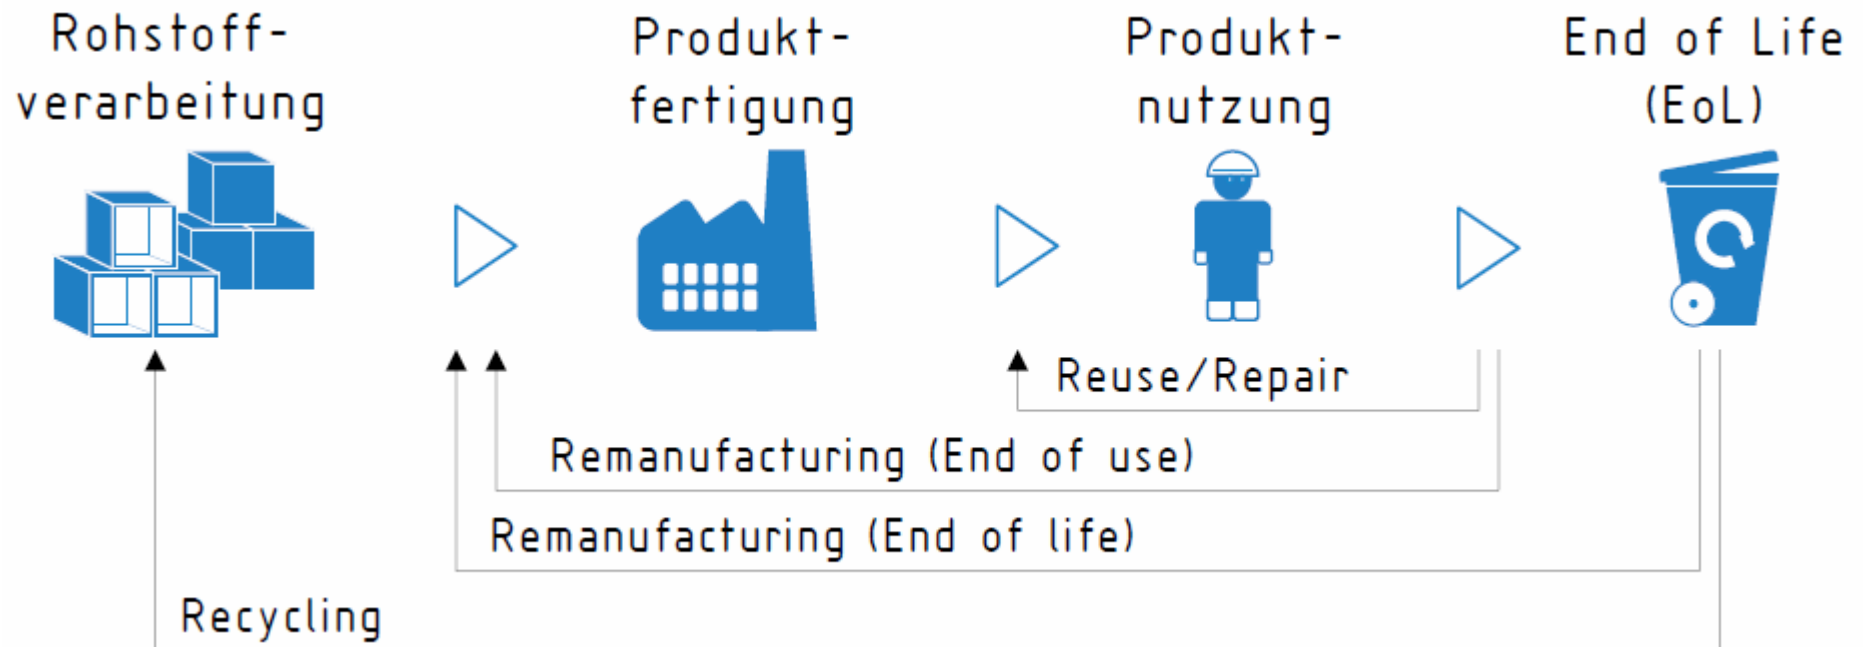 Rohstoff-
verarbeitung
Produkt-
fertigung
Produkt-
nutzung
End of Life
(EoL)
Reuse/Repair
Remanufacturing (End of use)
Remanufacturing (End of life)
Recycling